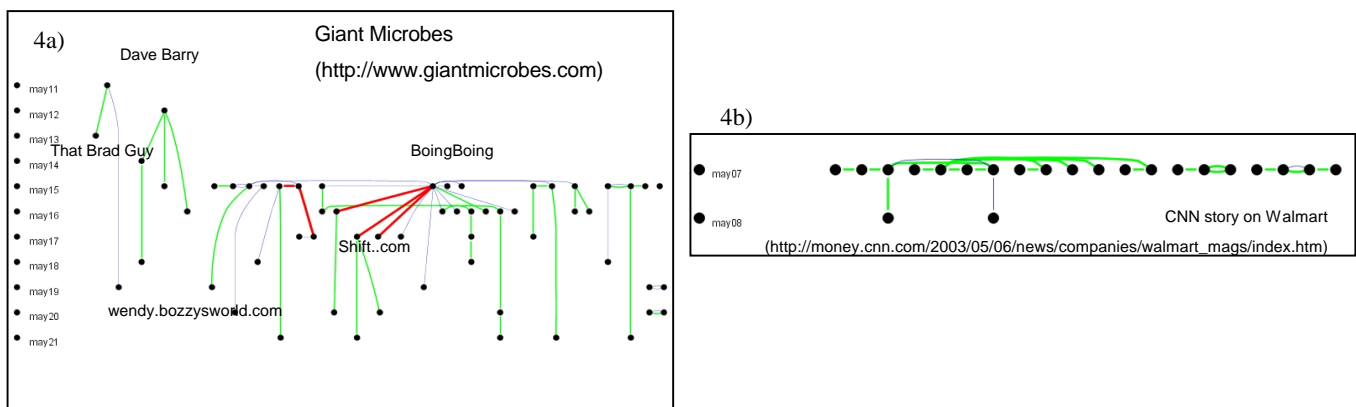 4a)
Giant Microbes
(http://www.giantmicrobes.com)
Dave Barry
may11
may12
may13
That Brad Guy
BoingBoing
may14
may15
may16
may17
Shift..com
may18
may19
wendy.bozzysworld.com
may20
may21
4b)
may07
may08
CNN story on Walmart
(http://money.cnn.com/2003/05/06/news/companies/walmart_mags/index.htm)